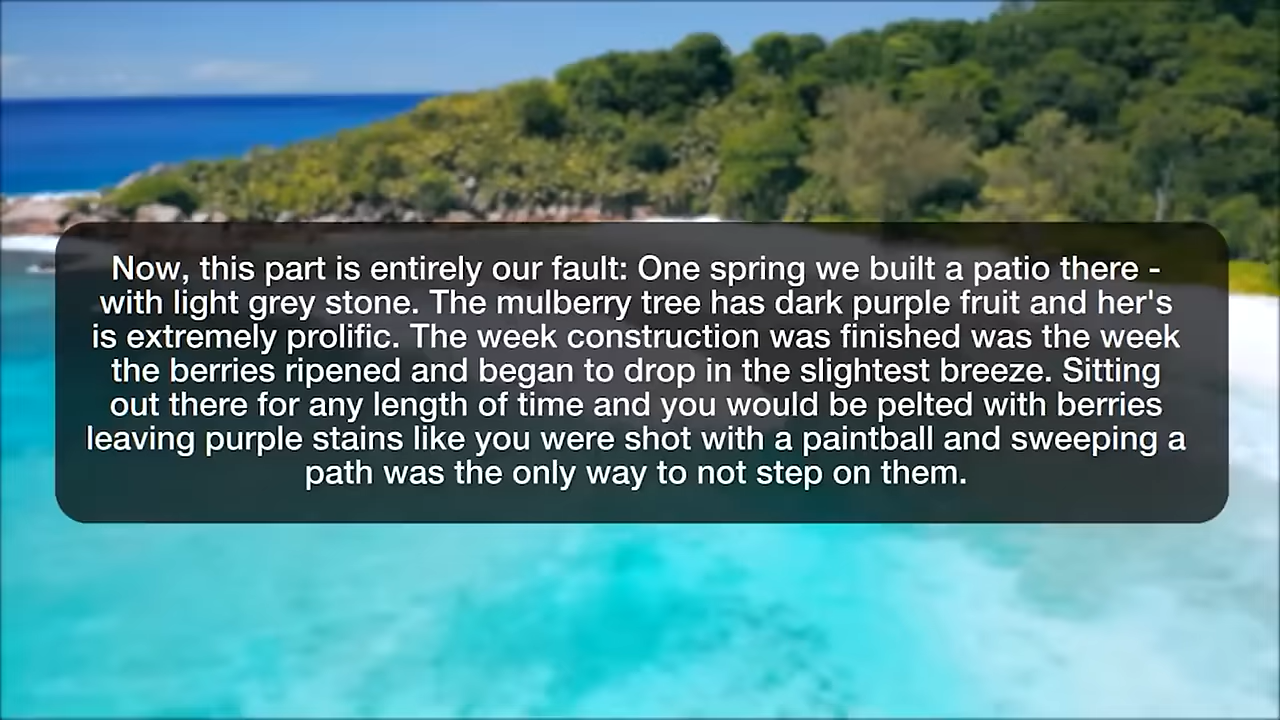 Now, this part is entirely our fault: One spring we built a patio there -
with light grey stone. The mulberry tree has dark purple fruit and her's
is extremely prolific. The week construction was finished was the week
the berries ripened and began to drop in the slightest breeze. Sitting
out there for any length of time and you would be pelted with berries
leaving purple stains like you were shot with a paintball and sweeping a
path was the only way to not step on them.